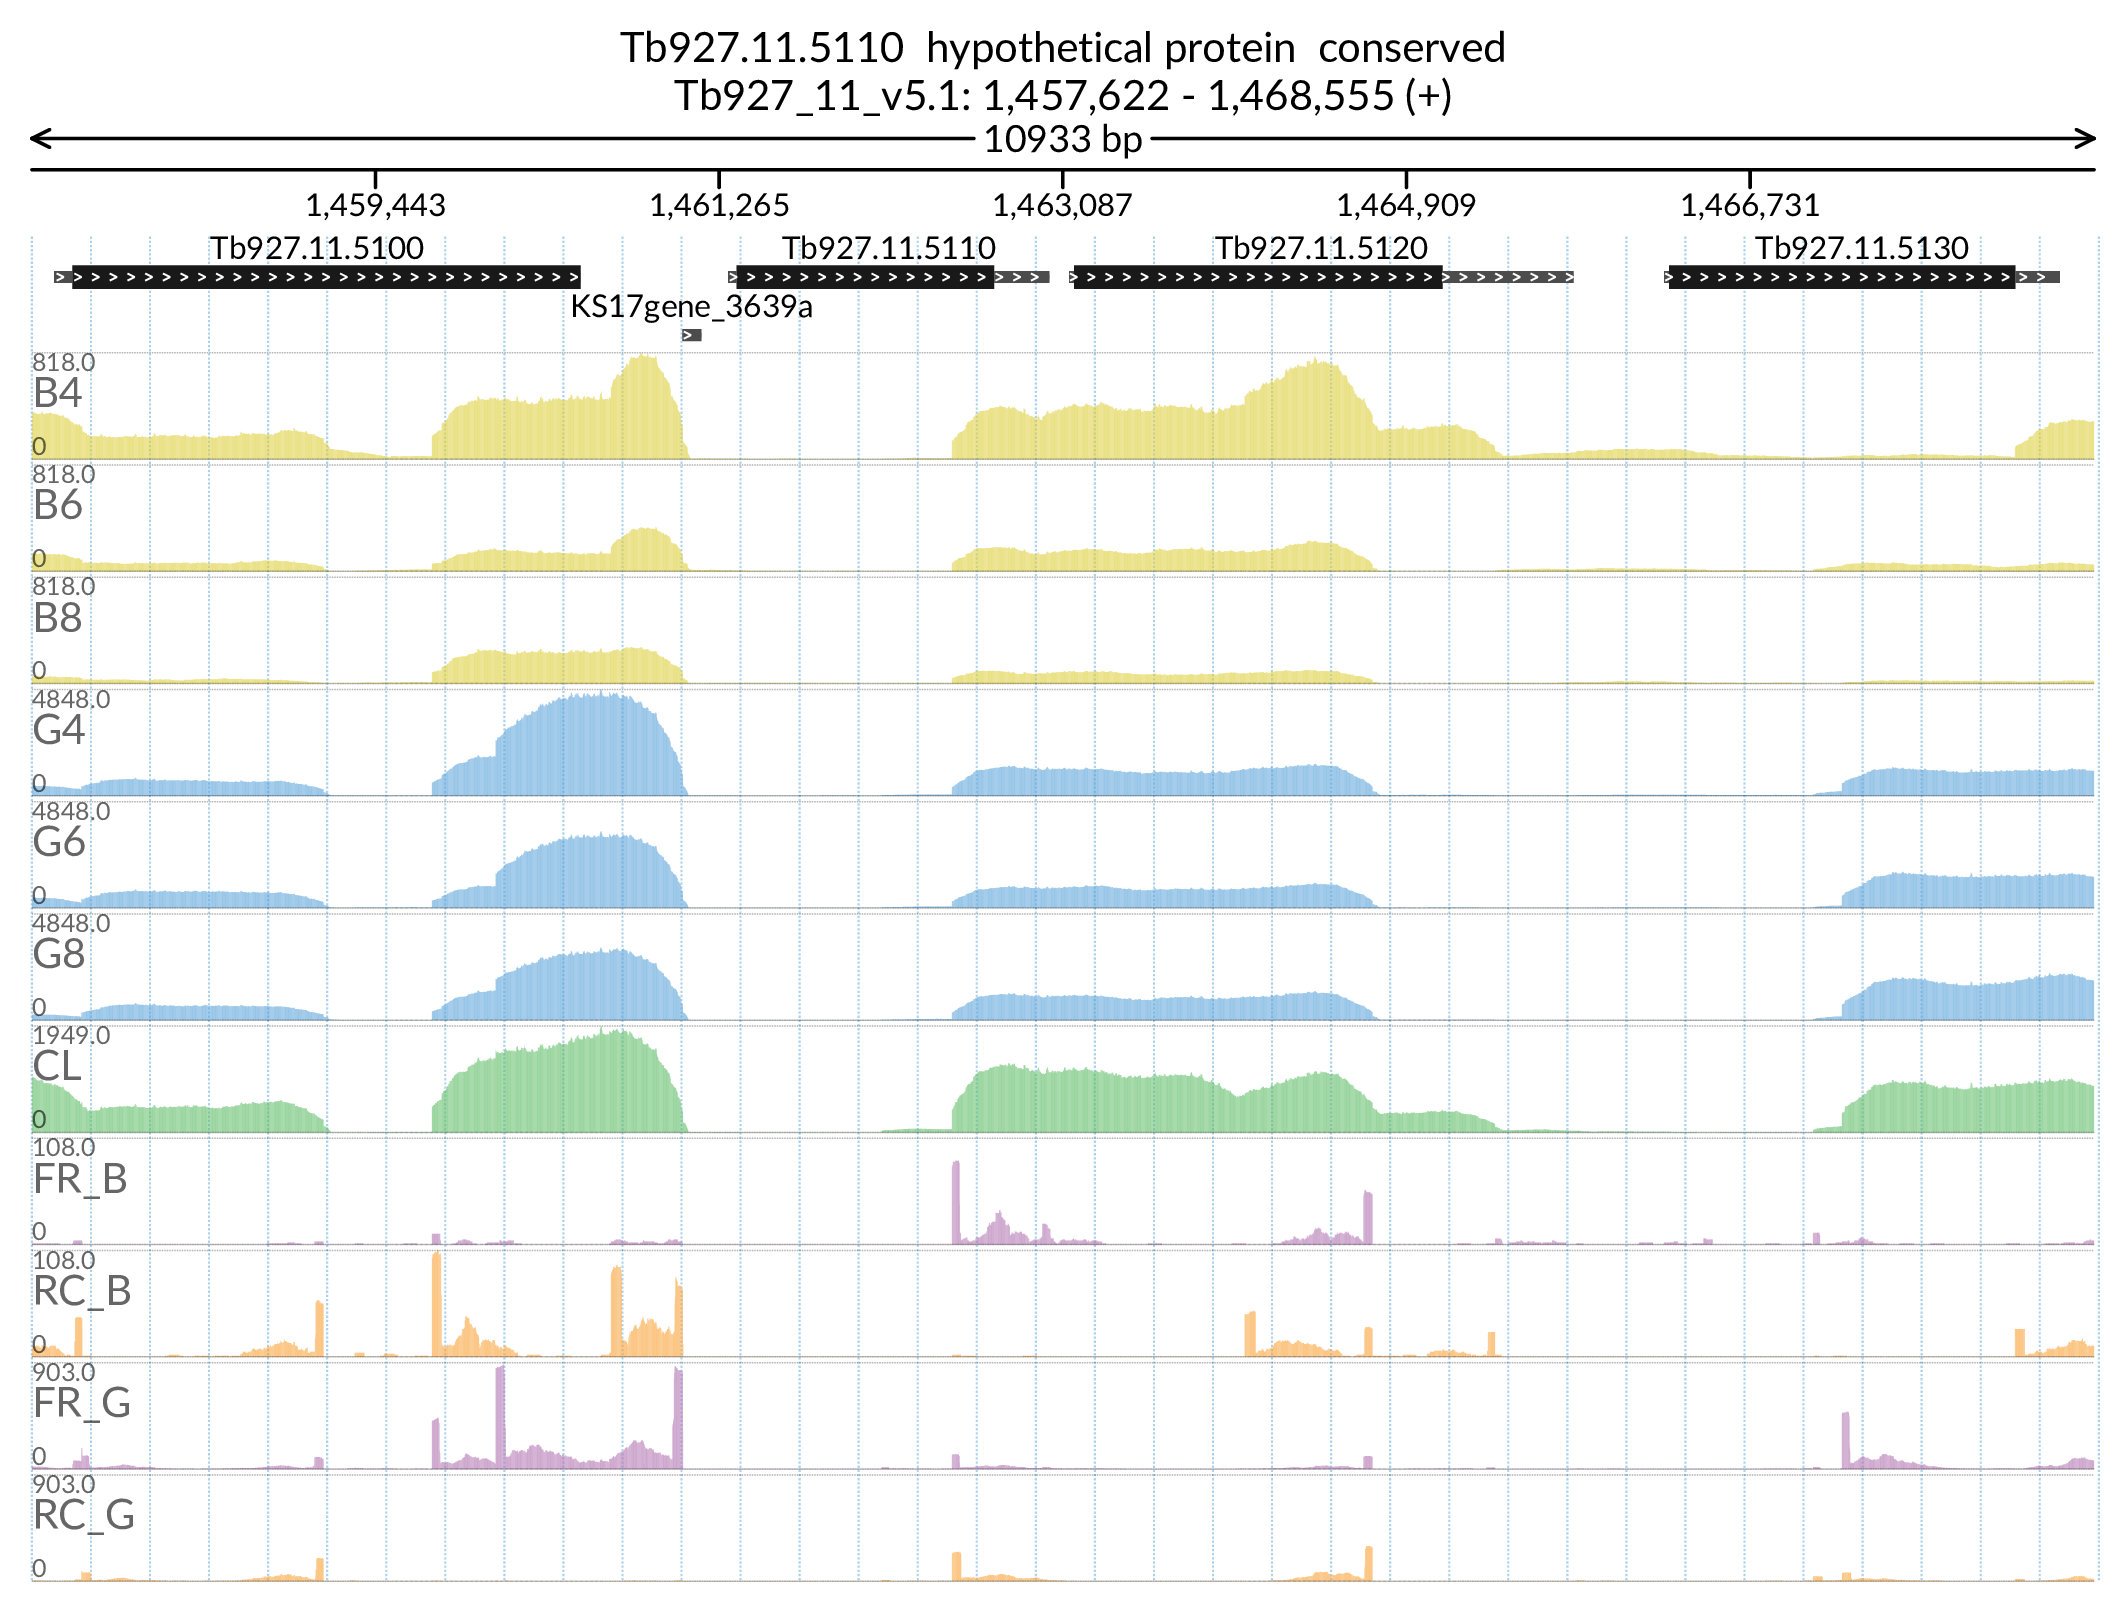 Tb927.11.5110 hypothetical protein conserved
Tb927_11_v5.1: 1,457,622 - 1,468,555 (+)
10933 bp
1,459,443 1,461,265 1,463,087 1,464,909 1,466,731
Tb927.11.5100 Tb927.11.5110 Tb927.11.5120 Tb927.11.5130
KS17gene_3639a
818.0
B4
0
818.0
B6
0
818.0
B8
0
4848.0
G4
0
4848.0
G6
0
4848.0
G8
0
1949.0
CL
0
108.0
FR_B
0
108.0
RC_B
0
903.0
FR_G
0
903.0
RC_G
0